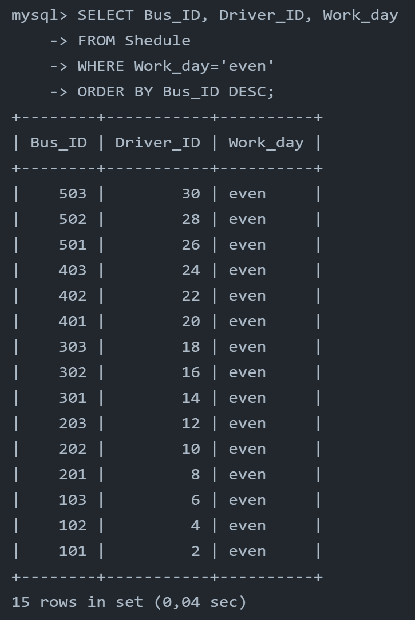 mysql> SELECT Bus_ID, Driver_ID, Work_day
    -> FROM Shedule
    -> WHERE Work_day='even'
    -> ORDER BY Bus_ID DESC;
+--------+-----------+----------+
| Bus_ID | Driver_ID | Work_day |
+--------+-----------+----------+
|    503 |        30 | even     |
|    502 |        28 | even     |
|    501 |        26 | even     |
|    403 |        24 | even     |
|    402 |        22 | even     |
|    401 |        20 | even     |
|    303 |        18 | even     |
|    302 |        16 | even     |
|    301 |        14 | even     |
|    203 |        12 | even     |
|    202 |        10 | even     |
|    201 |         8 | even     |
|    103 |         6 | even     |
|    102 |         4 | even     |
|    101 |         2 | even     |
+--------+-----------+----------+
15 rows in set (0,04 sec)